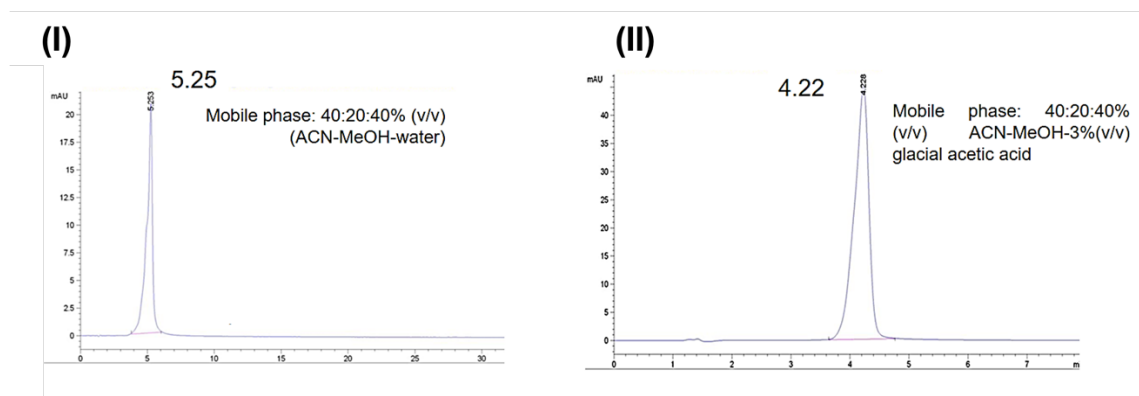 (I)
5.25
5.253
mAU
Mobile phase: 40:20:40% (v/v)
(ACN-MeOH-water)
20
17.5
15
12.5
10
7.5
5
2.5
0
0 5 10 15 20 25 30
(II)
4.22
4.228
mAU
Mobile phase: 40:20:40%
(v/v) ACN-MeOH-3%(v/v)
glacial acetic acid
40
30
20
10
0
0 1 2 3 4 5 6 7 m